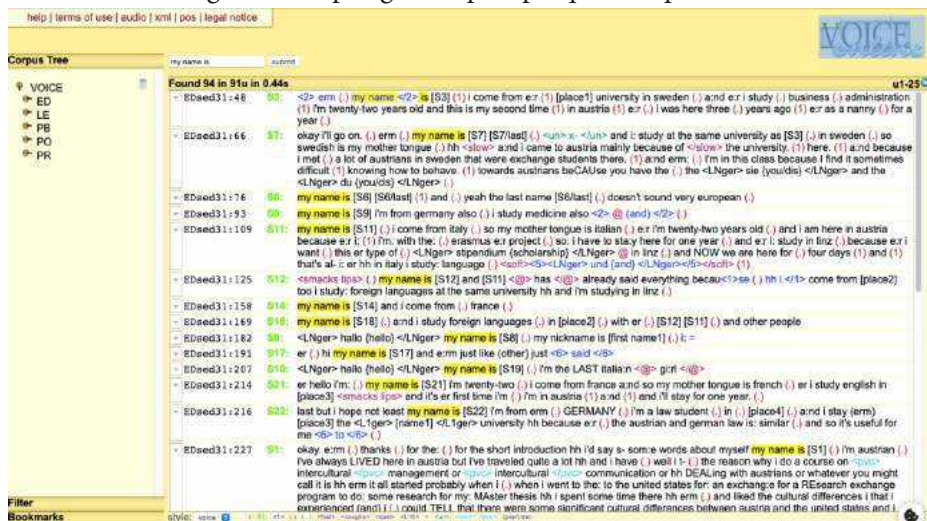 help | terms of use | audio | xml | pos | legal notice
VOICE
Corpus Tree
my name is
submit
Found 94 in 91u in 0.44s
u1-25
VOICE
ED
LE
PB
PO
PR
EDsed31:48 S3: <2> erm (.) my name </2> is [S3] (1) i come from e:r (1) [place1] university in sweden (.) a:nd e:r i study (.) business (.) administration
(1) i'm twenty-two years old and this is my second time (1) in austria (1) e:r (.) i was here three (.) years ago (1) e:r as a nanny (.) for a
year (.)
EDsed31:66 S7: okay i'll go on. (.) erm (.) my name is [S7] [S7/last] (.) <un> x- </un> and i: study at the same university as [S3] (.) in sweden (.) so
swedish is my mother tongue (.) hh <slow> a:nd i came to austria mainly because of </slow> the university. (1) here. (1) a:nd because
i met (.) a lot of austrians in sweden that were exchange students there. (1) a:nd erm: (.) i'm in this class because I find it sometimes
difficult (1) knowing how to behave. (1) towards austrians beCAUse you have the (.) the <LNger> sie {you/dis} </LNger> and the
<LNger> du {you/cls} </LNger> (.)
EDsed31:76 S6: my name is [S6] [S6/last] (1) and (.) yeah the last name [S6/last] (.) doesn't sound very european (.)
EDsed31:93 S9: my name is [S9] i'm from germany also (.) i study medicine also <2> @ (and) </2> (.)
EDsed31:109 S11: my name is [S11] (.) i come from italy (.) so my mother tongue is italian (.) e:r i'm twenty-two years old (.) and i am here in austria
because e:r i: (1) i'm. with the: (.) erasmus e:r project (.) so: i have to sta:y here for one year (.) and e:r i: study in linz (.) because e:r i
want (.) this er type of (.) <LNger> stipendium {scholarship} </LNger> @ in linz (.) and NOW we are here for (.) four days (1) and (1)
that's al- i: er hh in italy i study: language (.) <soft><5><LNger> und {and} </LNger></5></soft> (1)
EDsed31:125 S12: <smacks lips> (.) my name is [S12] and [S11] <@> has </@> already said everything becau<1>se (.) hh i </1> come from [place2]
too i study: foreign languages at the same university hh and i'm studying in linz (.)
EDsed31:158 S14: my name is [S14] and i come from (.) france (.)
EDsed31:169 S18: my name is [S18] (.) a:nd i study foreign languages (.) in [place2] (.) with er (.) [S12] [S11] (.) and other people
EDsed31:182 S8: <LNger> hallo {hello} </LNger> my name is [S8] (.) my nickname is [first name1] (.) i: =
EDsed31:191 S17: er (.) hi my name is [S17] and e:rm just like (other) just <6> said </6>
EDsed31:207 S19: <LNger> hallo {hello} </LNger> my name is [S19] (.) i'm the LAST italia:n <@> gi:rl </@>
EDsed31:214 S21: er hello i'm: (.) my name is [S21] i'm twenty-two (.) i come from france a:nd so my mother tongue is french (.) er i study english in
[place3] <smacks lips> and it's er first time i'm (.) i'm in austria (1) a:nd (1) and i'll stay for one year. (.)
EDsed31:216 S22: last but i hope not least my name is [S22] i'm from erm (.) GERMANY (.) i'm a law student (.) in (.) [place4] (.) a:nd i stay (erm)
[place3] the <L1ger> [name1] </L1ger> university hh because e:r (.) the austrian and german law is: similar (.) and so it's useful for
me <6> to </6> (.)
EDsed31:227 S1: okay. e:rm (.) thanks (.) for the: (.) for the short introduction hh i'd say s- som:e words about myself my name is [S1] (.) i'm austrian (.)
i've always LIVED here in austria but i've traveled quite a lot hh and i have (.) well i t- (.) the reason why i do a course on <pvc>
intercultural </pvc> management or <pvc> intercultural </pvc> communication or hh DEALing with austrians or whatever you might
call it is hh erm it all started probably when i (.) when i went to the: to the united states for: an exchange: for a REsearch exchange
program to do: some research for my: MAster thesis hh i spent some time there hh erm (.) and liked the cultural differences i that i
experienced (and) i (.) i could TELL that there were some significant cultural differences between austria and the united states and i
Filter
Bookmarks
style: voice